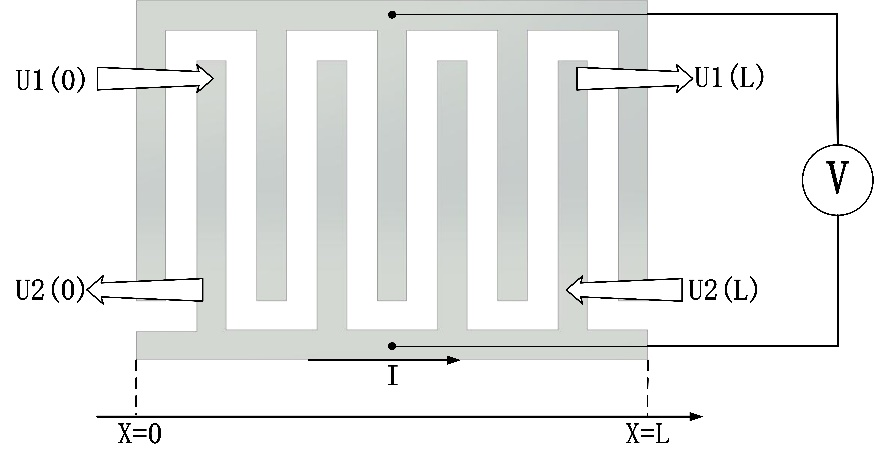 U1(0)
U1(L)
V
U2(0)
U2(L)
I
X=0
X=L